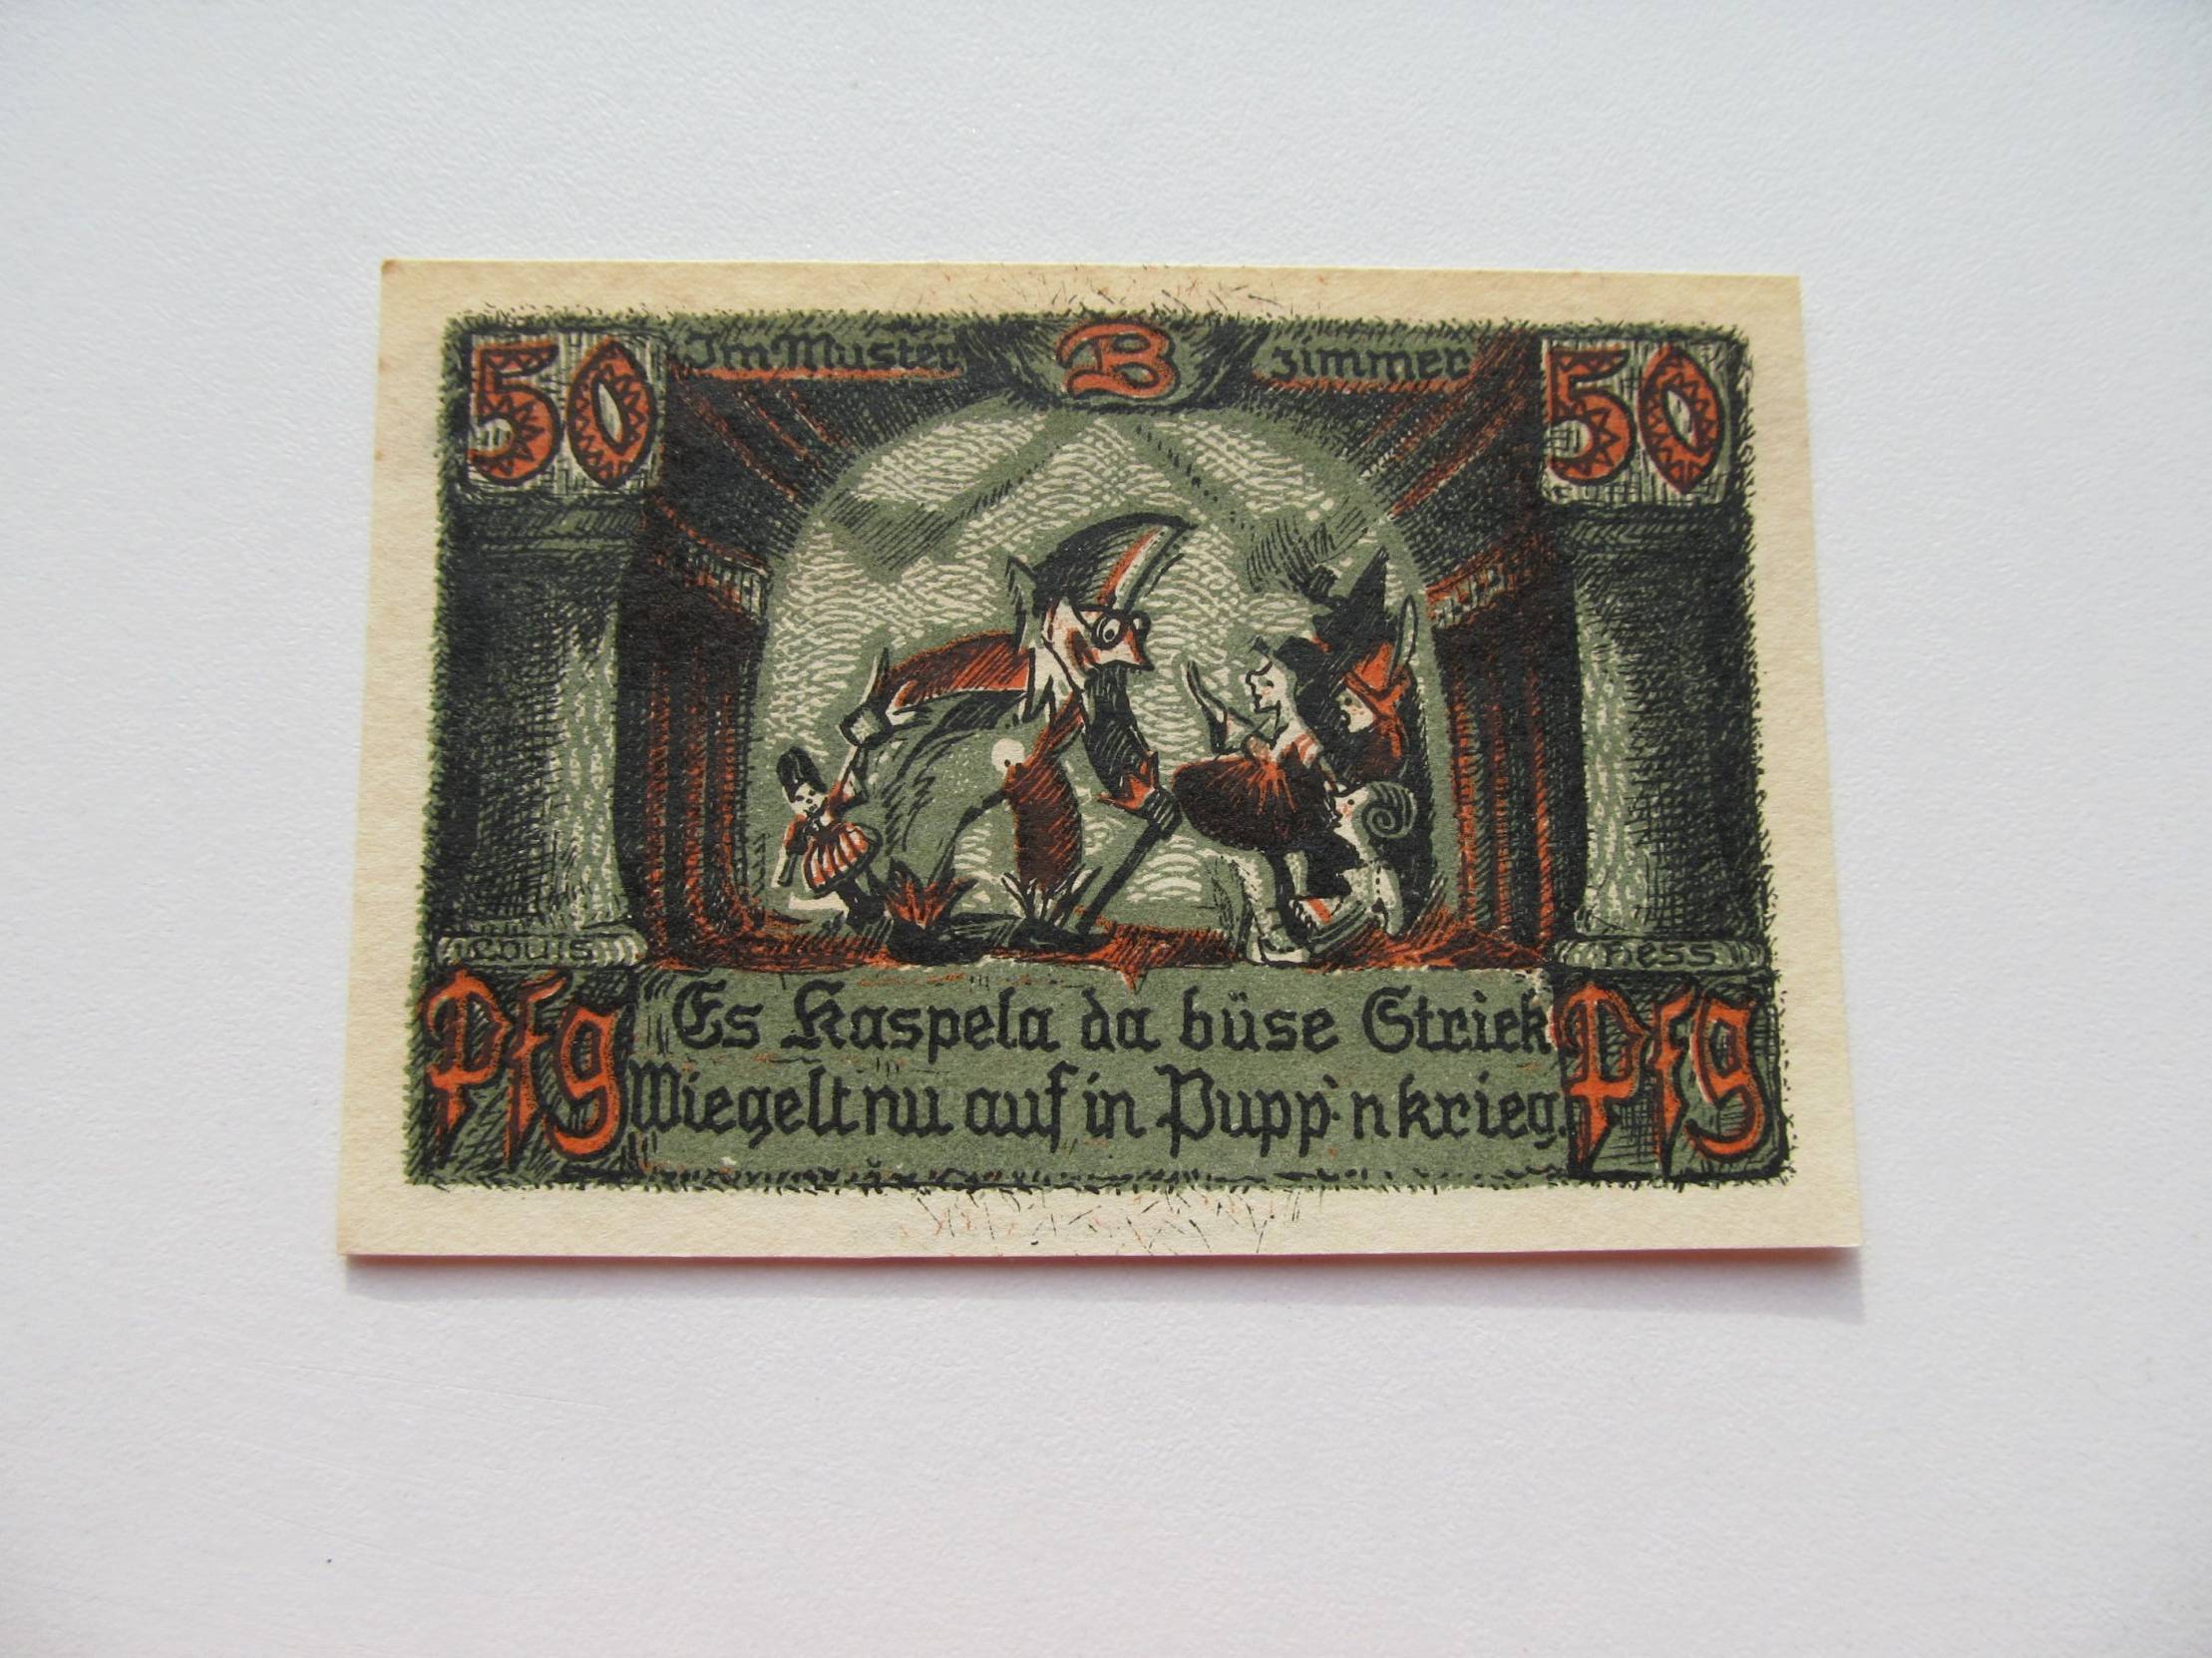 50 Im Muster B zimmer 50
Louis Hess
Pfg Es Kaspela da büse Strick Pfg
Wiegelt nu auf in Pupp'nkrieg.